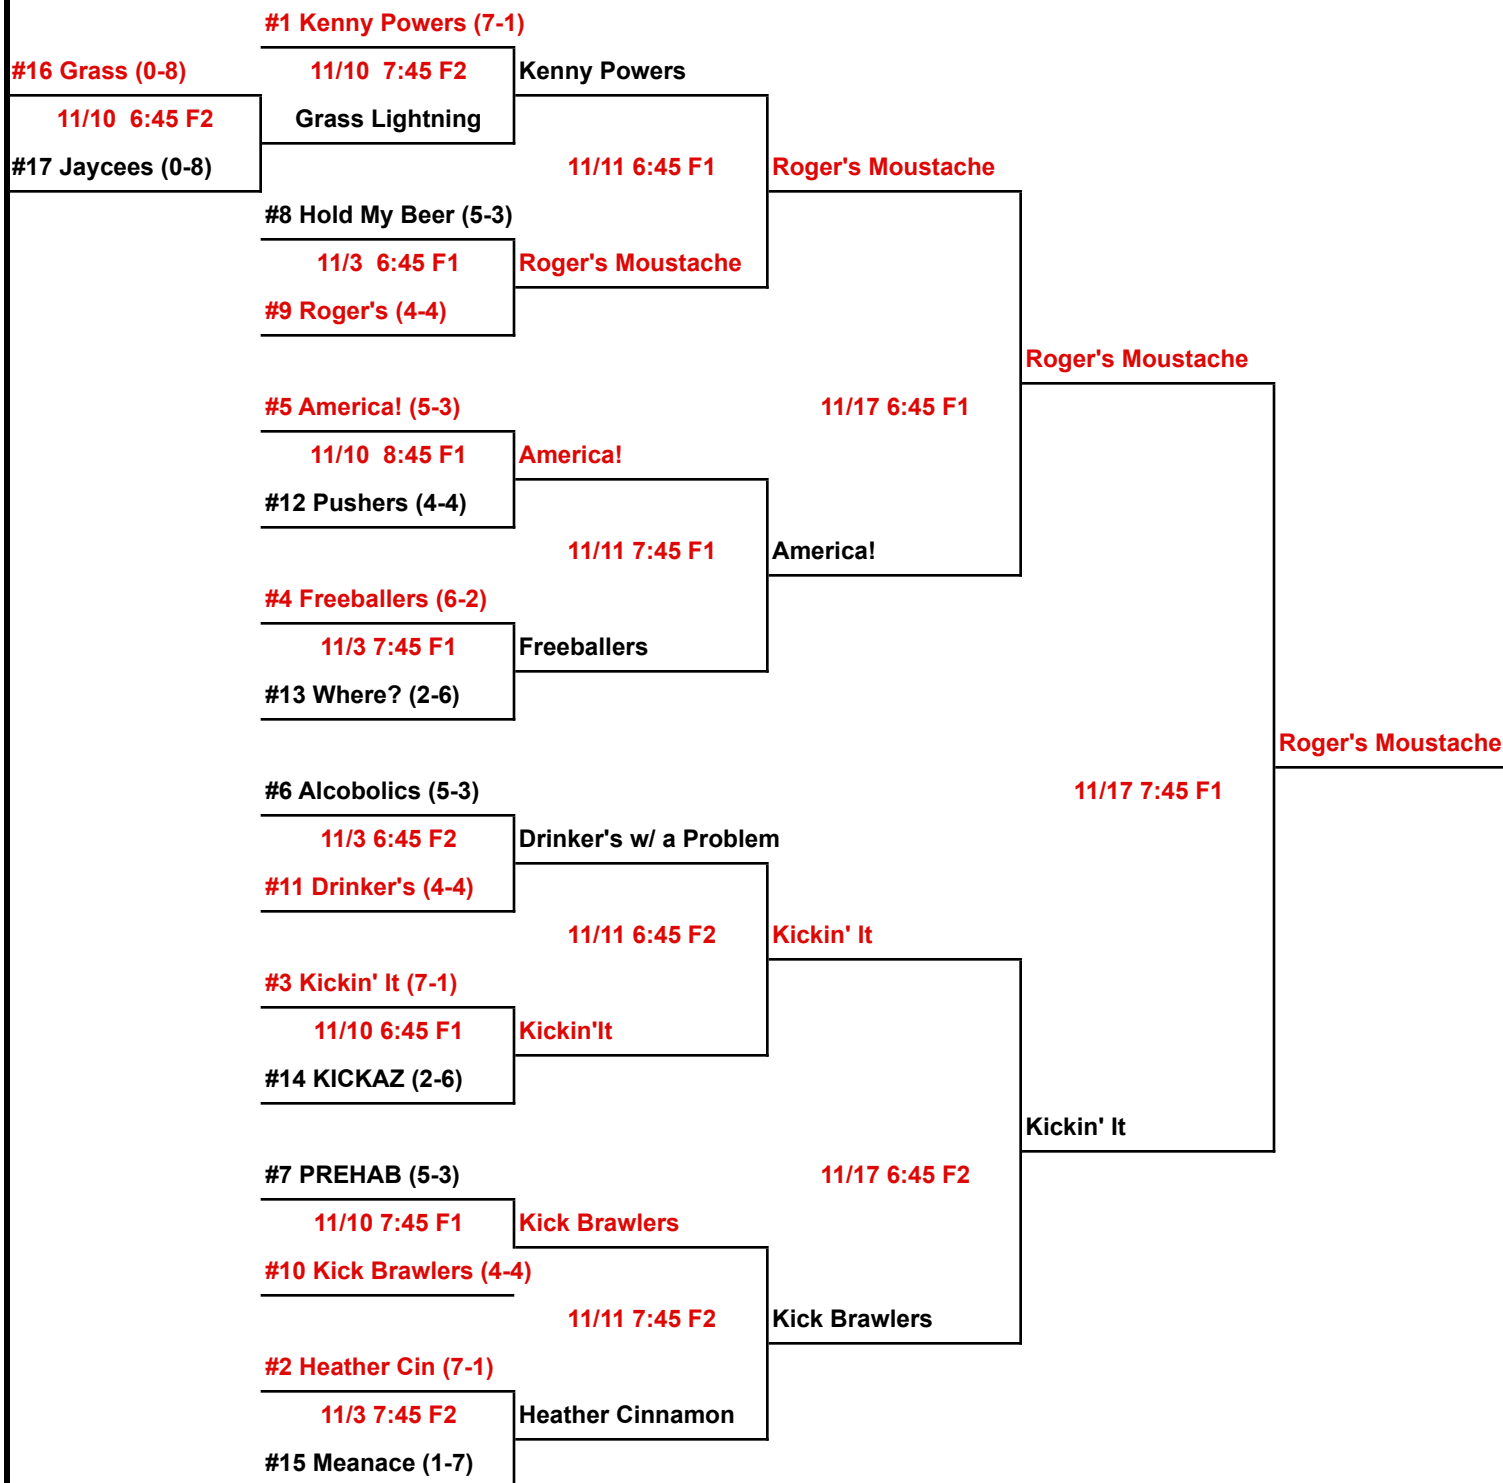 #1 Kenny Powers (7-1)
#16 Grass (0-8)
11/10 7:45 F2
Kenny Powers
11/10 6:45 F2
Grass Lightning
#17 Jaycees (0-8)
11/11 6:45 F1
Roger's Moustache
#8 Hold My Beer (5-3)
11/3 6:45 F1
Roger's Moustache
#9 Roger's (4-4)
Roger's Moustache
#5 America! (5-3)
11/17 6:45 F1
11/10 8:45 F1
America!
#12 Pushers (4-4)
11/11 7:45 F1
America!
#4 Freeballers (6-2)
11/3 7:45 F1
Freeballers
#13 Where? (2-6)
Roger's Moustache
#6 Alcobolics (5-3)
11/17 7:45 F1
11/3 6:45 F2
Drinker's w/ a Problem
#11 Drinker's (4-4)
11/11 6:45 F2
Kickin' It
#3 Kickin' It (7-1)
11/10 6:45 F1
Kickin'It
#14 KICKAZ (2-6)
Kickin' It
#7 PREHAB (5-3)
11/17 6:45 F2
11/10 7:45 F1
Kick Brawlers
#10 Kick Brawlers (4-4)
11/11 7:45 F2
Kick Brawlers
#2 Heather Cin (7-1)
11/3 7:45 F2
Heather Cinnamon
#15 Meanace (1-7)